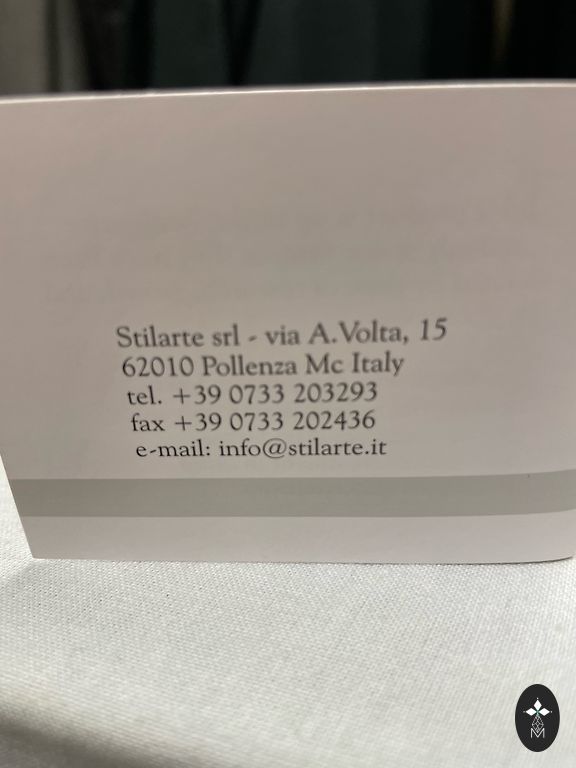 Stilarte srl - via A.Volta, 15
62010 Pollenza Mc Italy
tel. +39 0733 203293
fax +39 0733 202436
e-mail: info@stilarte.it
M